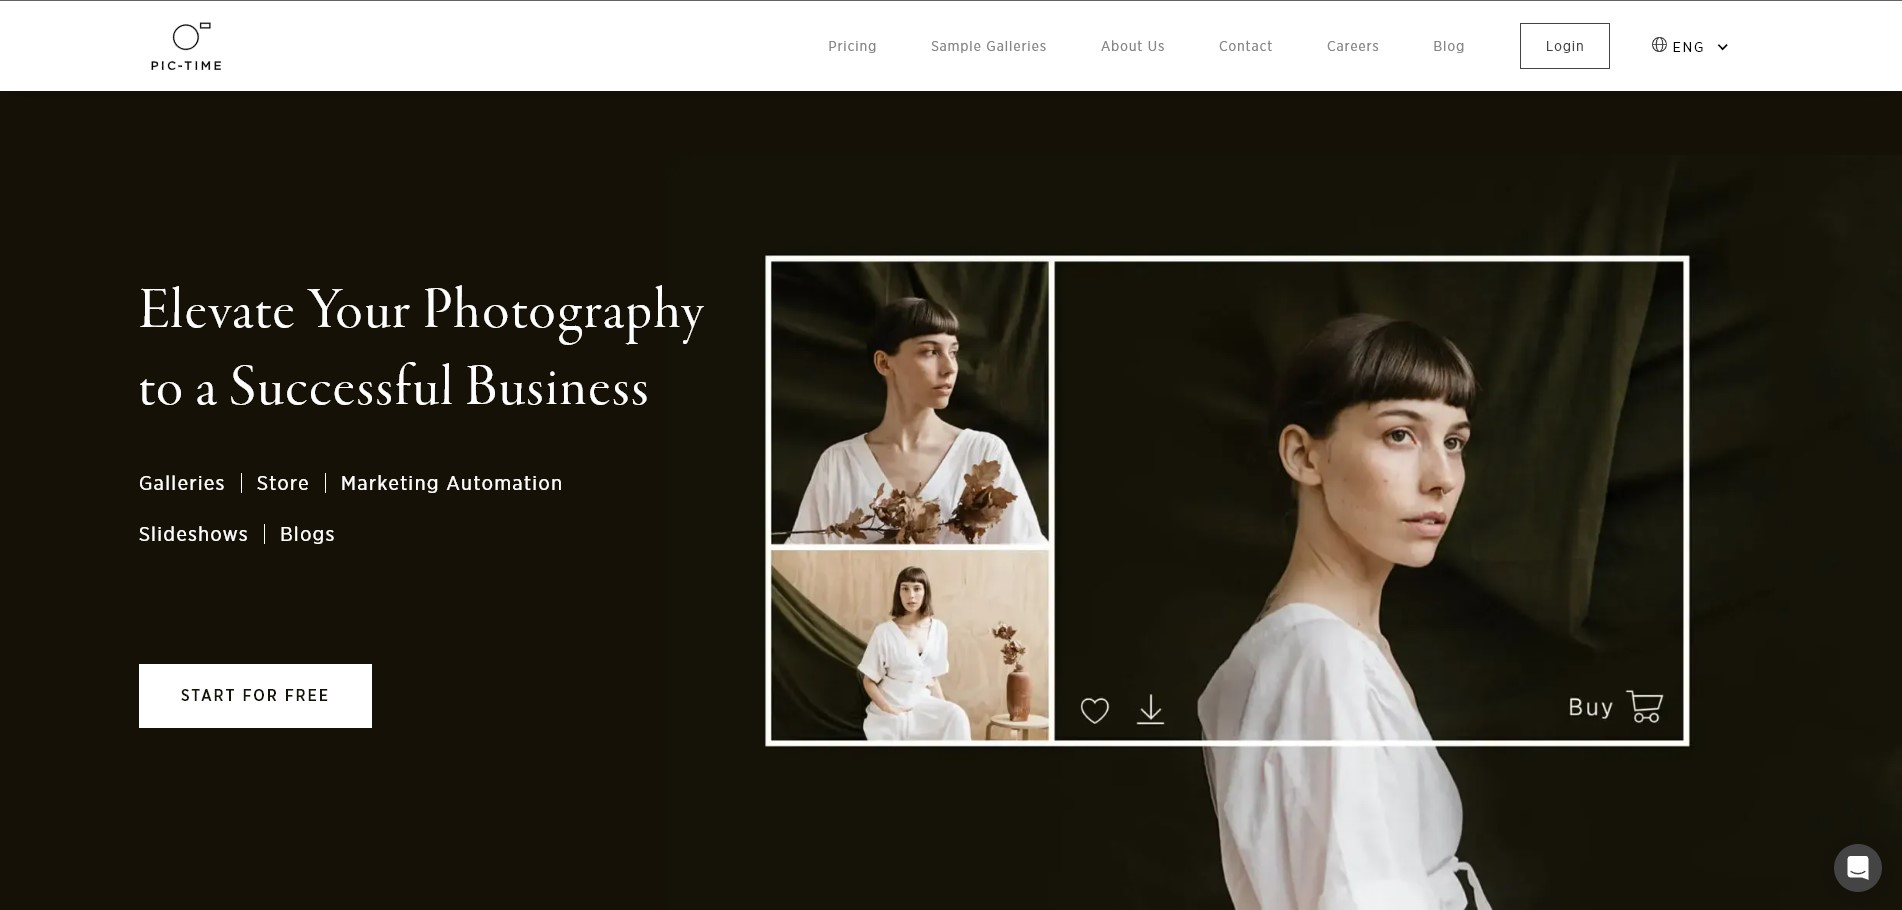 PIC-TIME
Pricing Sample Galleries About Us Contact Careers Blog Login ENG
Elevate Your Photography
to a Successful Business
Galleries | Store | Marketing Automation
Slideshows | Blogs
START FOR FREE
Buy